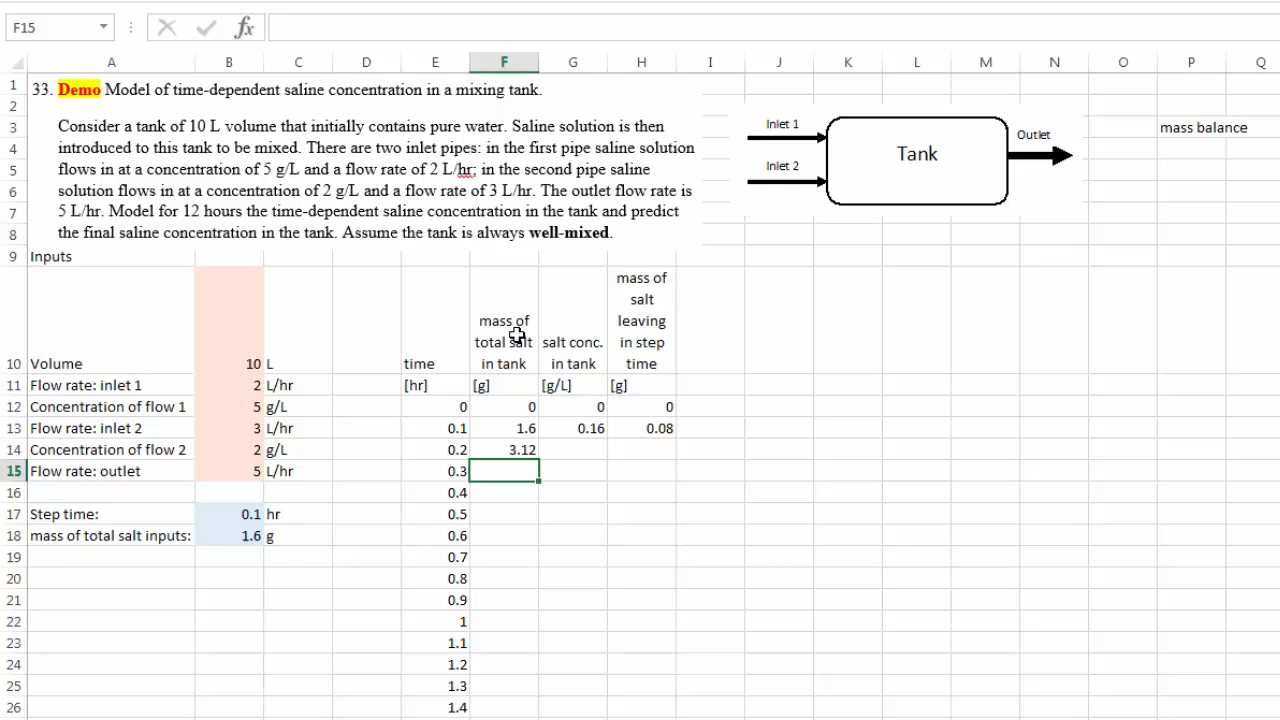 F15
fx
A B C D E F G H I J K L M N O P Q
1 33. Demo Model of time-dependent saline concentration in a mixing tank.
2
3 Consider a tank of 10 L volume that initially contains pure water. Saline solution is then
4 introduced to this tank to be mixed. There are two inlet pipes: in the first pipe saline solution
5 flows in at a concentration of 5 g/L and a flow rate of 2 L/hr; in the second pipe saline
6 solution flows in at a concentration of 2 g/L and a flow rate of 3 L/hr. The outlet flow rate is
7 5 L/hr. Model for 12 hours the time-dependent saline concentration in the tank and predict
8 the final saline concentration in the tank. Assume the tank is always well-mixed.
Inlet 1
Inlet 2
Tank
Outlet
mass balance
9 Inputs
mass of
salt
mass of leaving
total salt salt conc. in step
10 Volume 10 L time in tank in tank time
11 Flow rate: inlet 1 2 L/hr [hr] [g] [g/L] [g]
12 Concentration of flow 1 5 g/L 0 0 0 0
13 Flow rate: inlet 2 3 L/hr 0.1 1.6 0.16 0.08
14 Concentration of flow 2 2 g/L 0.2 3.12
15 Flow rate: outlet 5 L/hr 0.3
16 0.4
17 Step time: 0.1 hr 0.5
18 mass of total salt inputs: 1.6 g 0.6
19 0.7
20 0.8
21 0.9
22 1
23 1.1
24 1.2
25 1.3
26 1.4